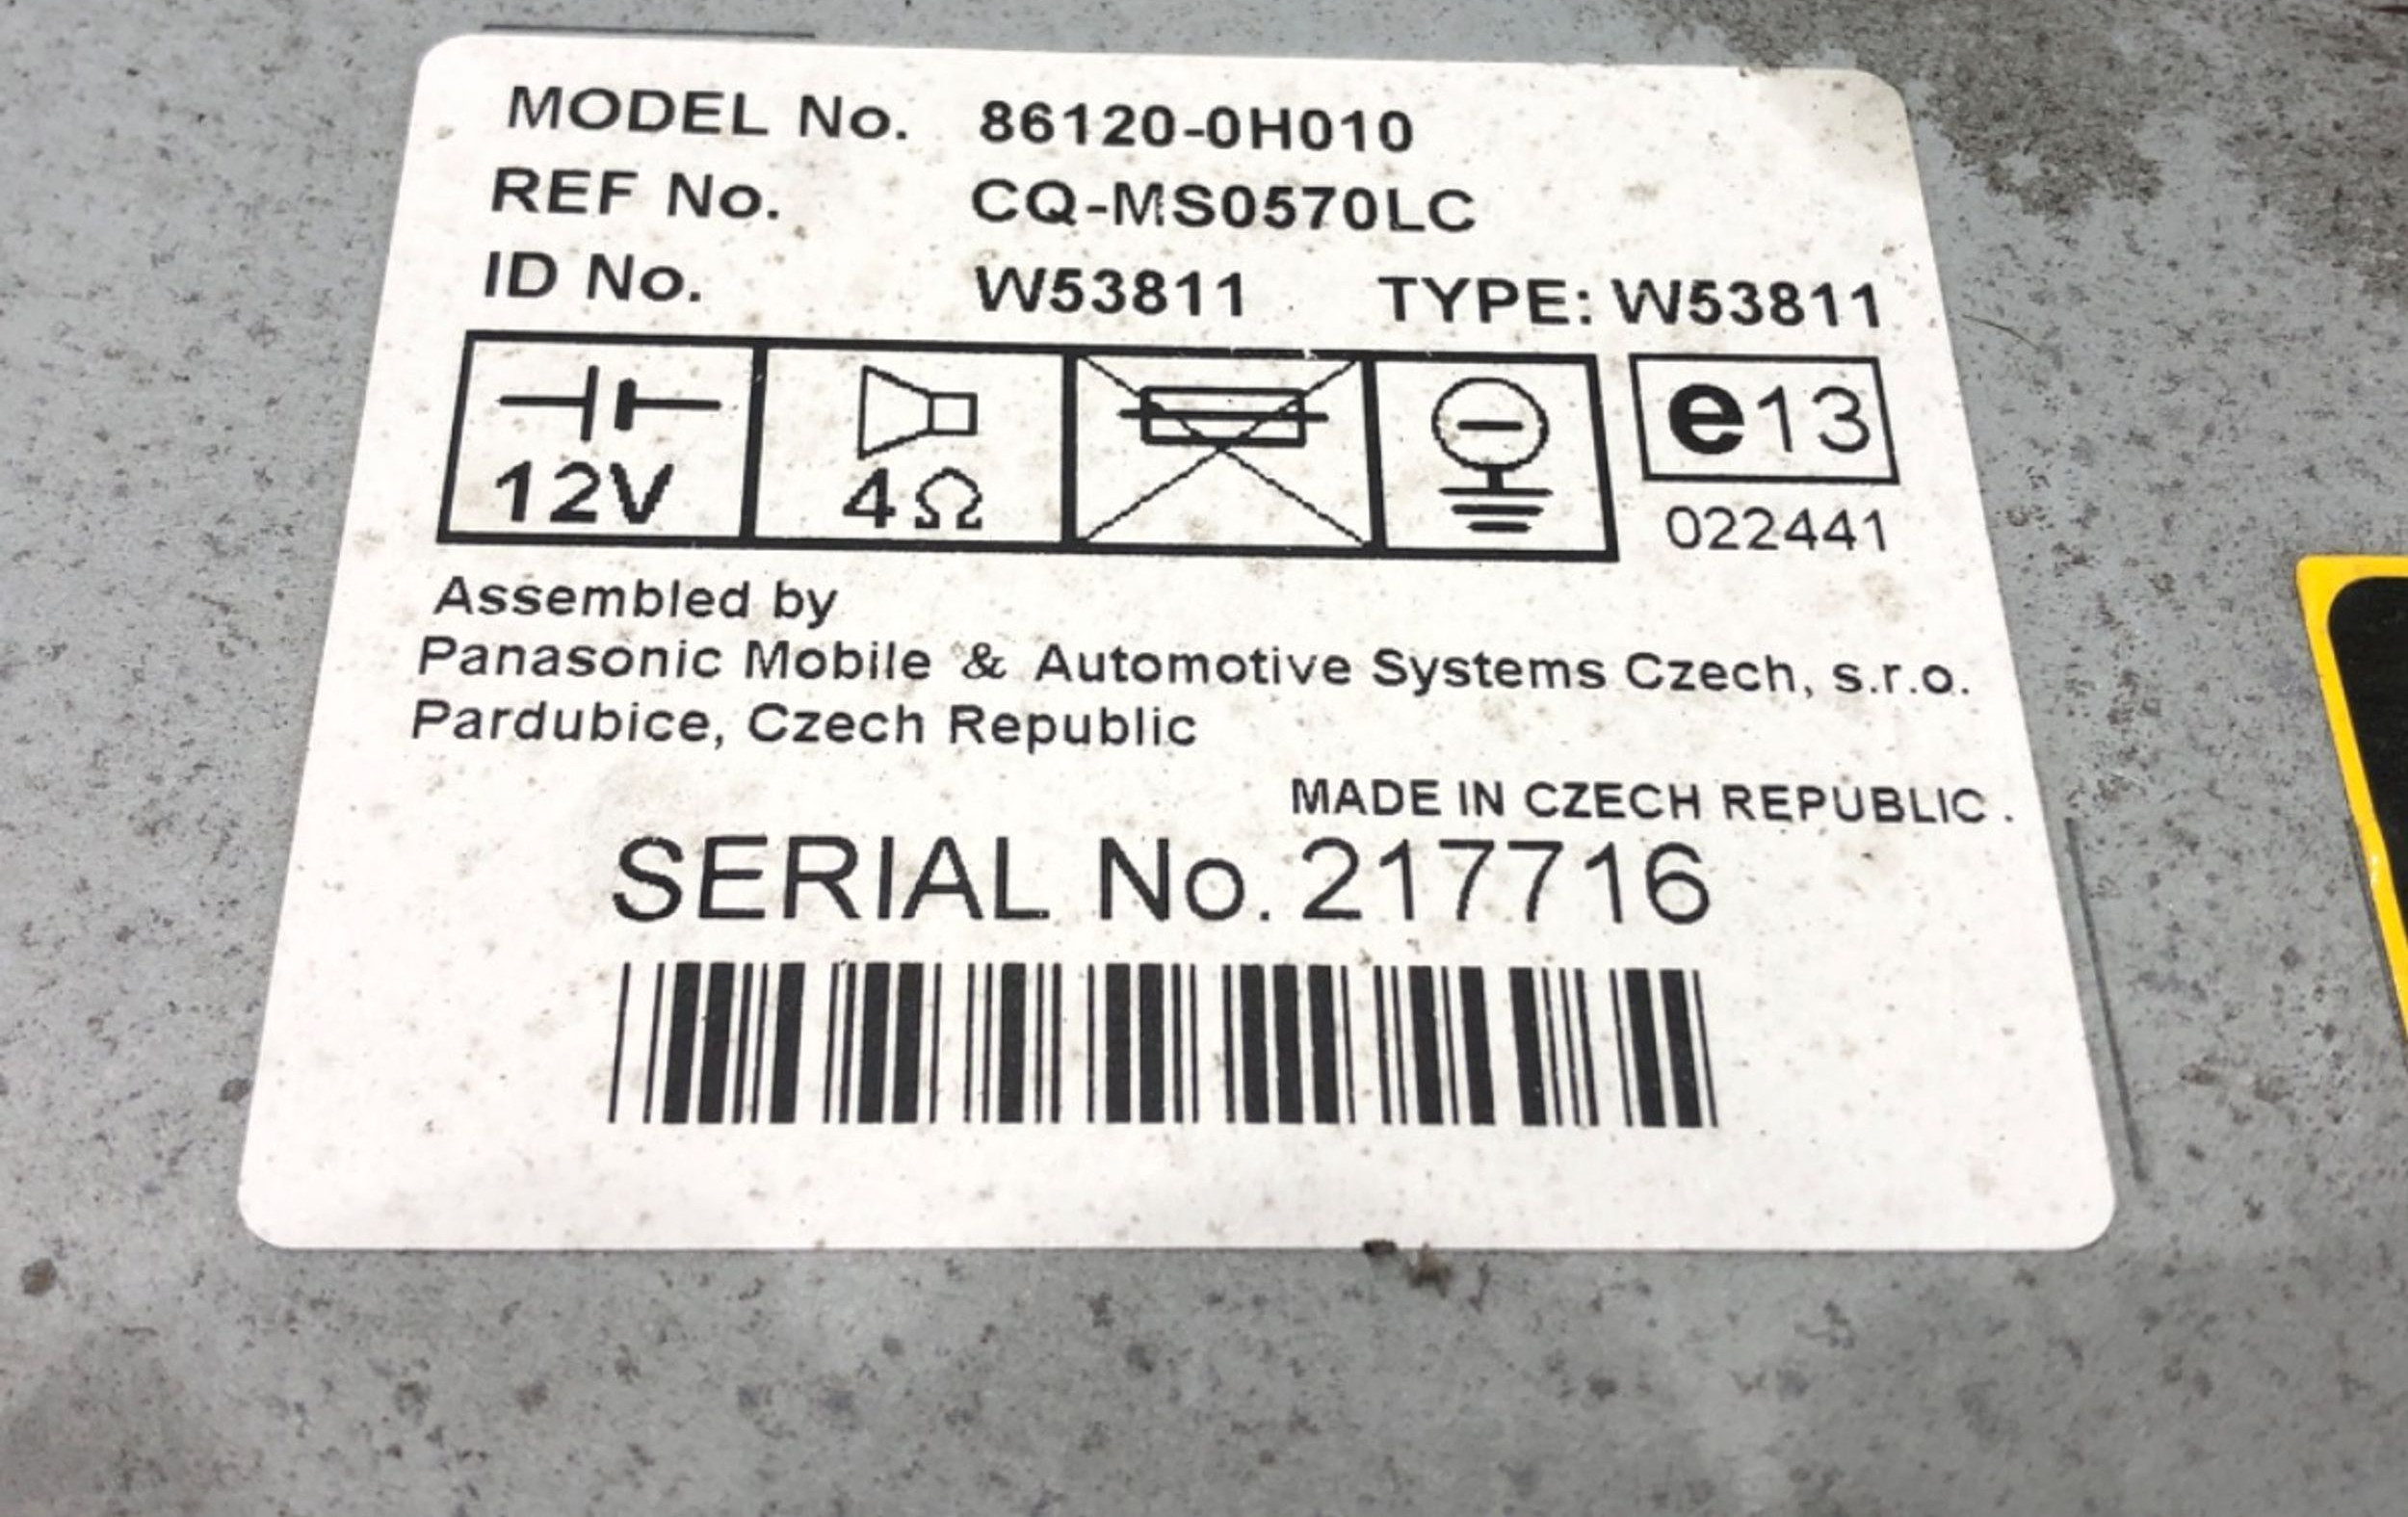 MODEL No. 86120-0H010
REF No. CQ-MS0570LC
ID No. W53811 TYPE: W53811
12V 4Ω e13
022441
Assembled by
Panasonic Mobile & Automotive Systems Czech, s.r.o.
Pardubice, Czech Republic
MADE IN CZECH REPUBLIC .
SERIAL No. 217716